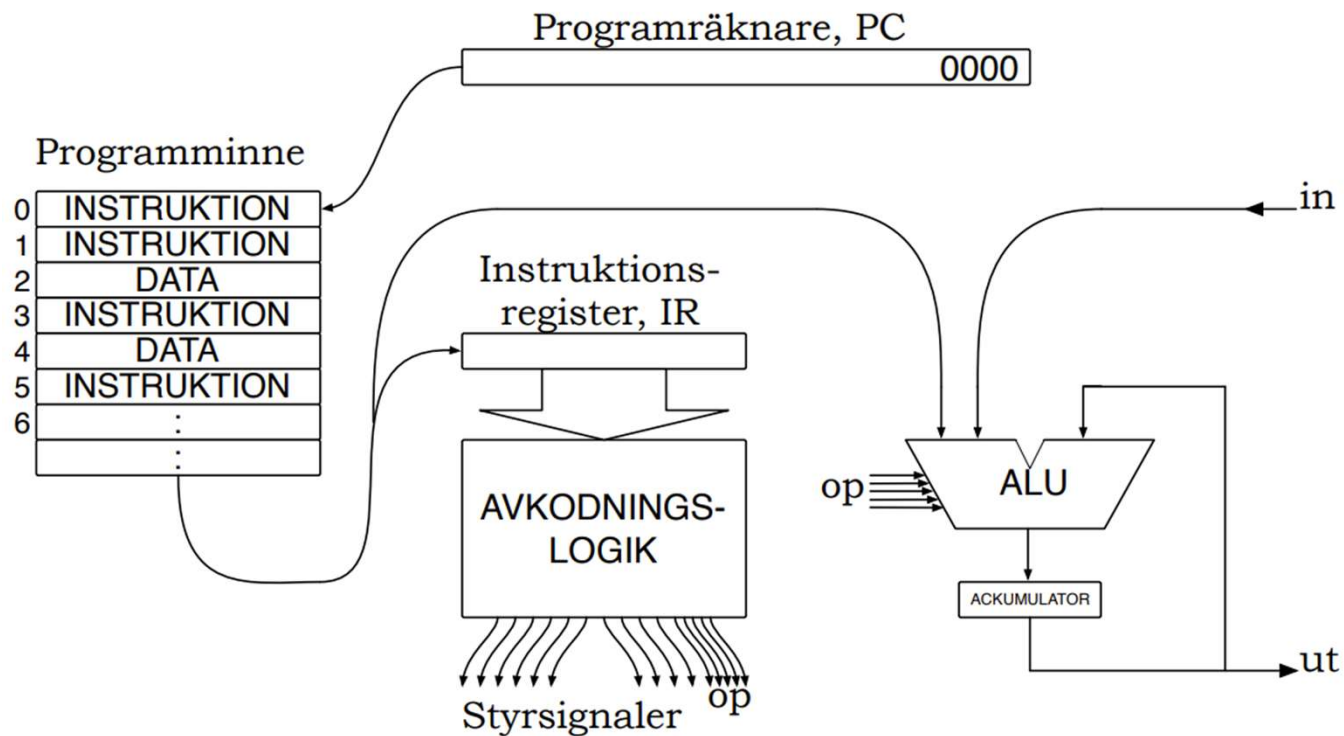 Programräknare, PC
0000
Programminne
0 INSTRUKTION
1 INSTRUKTION
2 DATA
3 INSTRUKTION
4 DATA
5 INSTRUKTION
6 :
:
in
Instruktions-
register, IR
AVKODNINGS-
LOGIK
op
Styrsignaler
op
ALU
ACKUMULATOR
ut